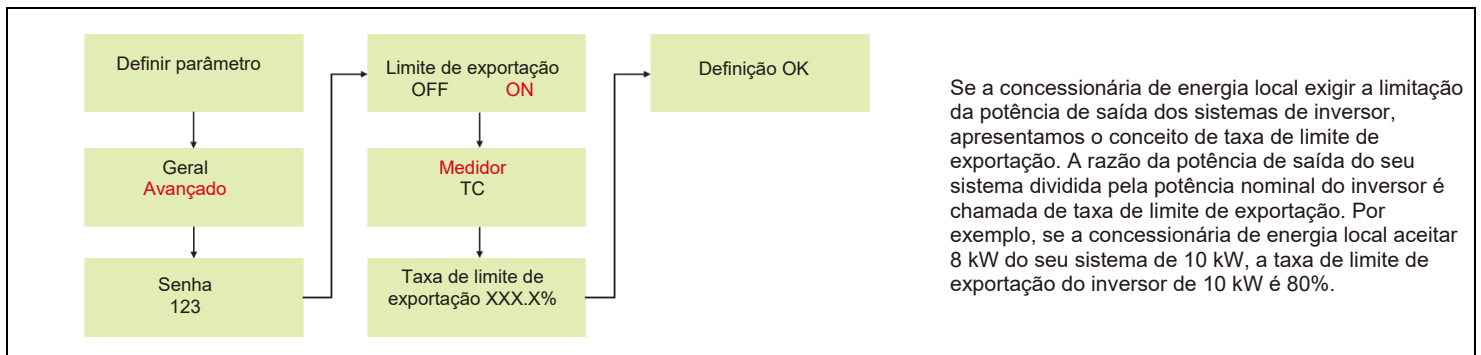 Definir parâmetro
Geral
Avançado
Senha
123
Limite de exportação
OFF ON
Medidor
TC
Taxa de limite de
exportação XXX.X%
Definição OK
Se a concessionária de energia local exigir a limitação
da potência de saída dos sistemas de inversor,
apresentamos o conceito de taxa de limite de
exportação. A razão da potência de saída do seu
sistema dividida pela potência nominal do inversor é
chamada de taxa de limite de exportação. Por
exemplo, se a concessionária de energia local aceitar
8 kW do seu sistema de 10 kW, a taxa de limite de
exportação do inversor de 10 kW é 80%.